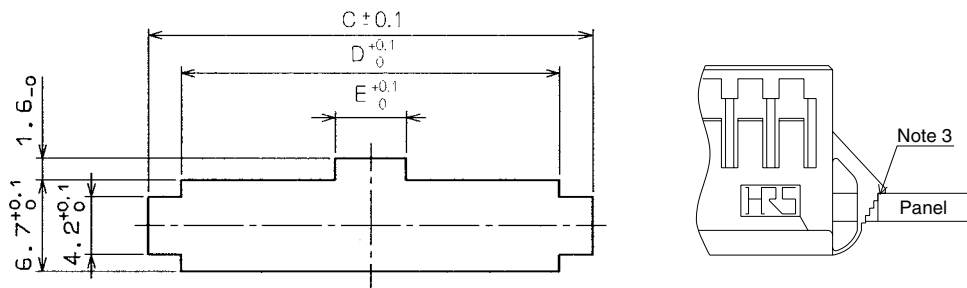 C ± 0.1
D +0.1 0
E +0.1 0
1.6 -0
6.7 +0.1 0
4.2 +0.1 0
HRS
Note 3
Panel